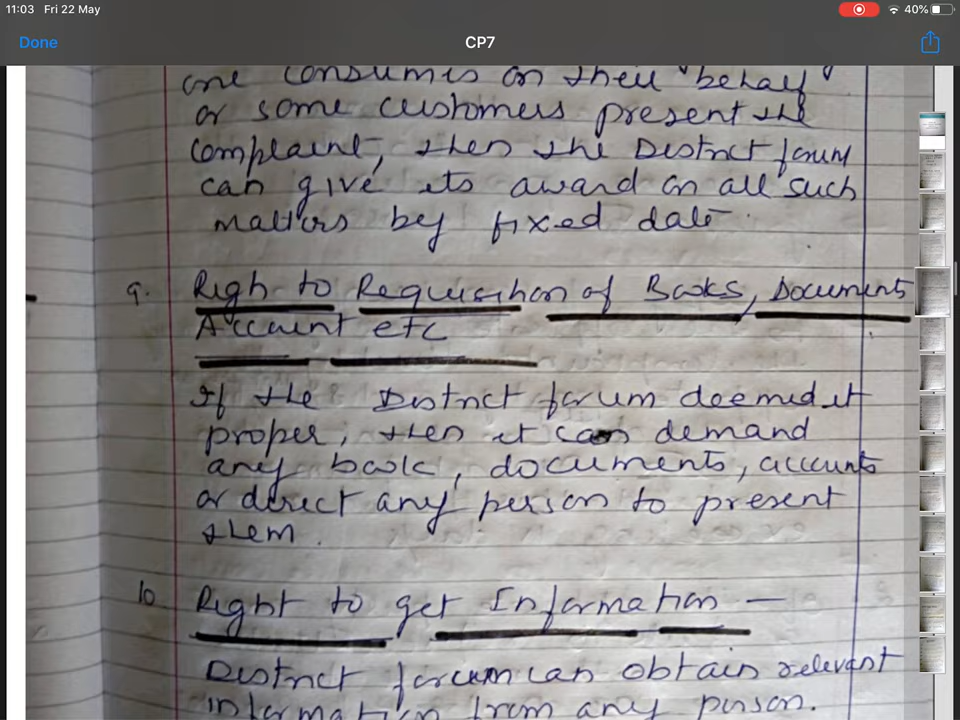 11:03 Fri 22 May
40%
Done
CP7
one consumers on their behalf
or some customers present the
complaint, then the District forum
can give its award on all such
matters by fixed date.
9. Righ to Requisition of Books, Documents
Account etc
If the District forum deemed it
proper, then it can demand
any book, documents, accounts
or direct any person to present
them.
10 Right to get Information —
District forum can obtain relevant
information from any person.